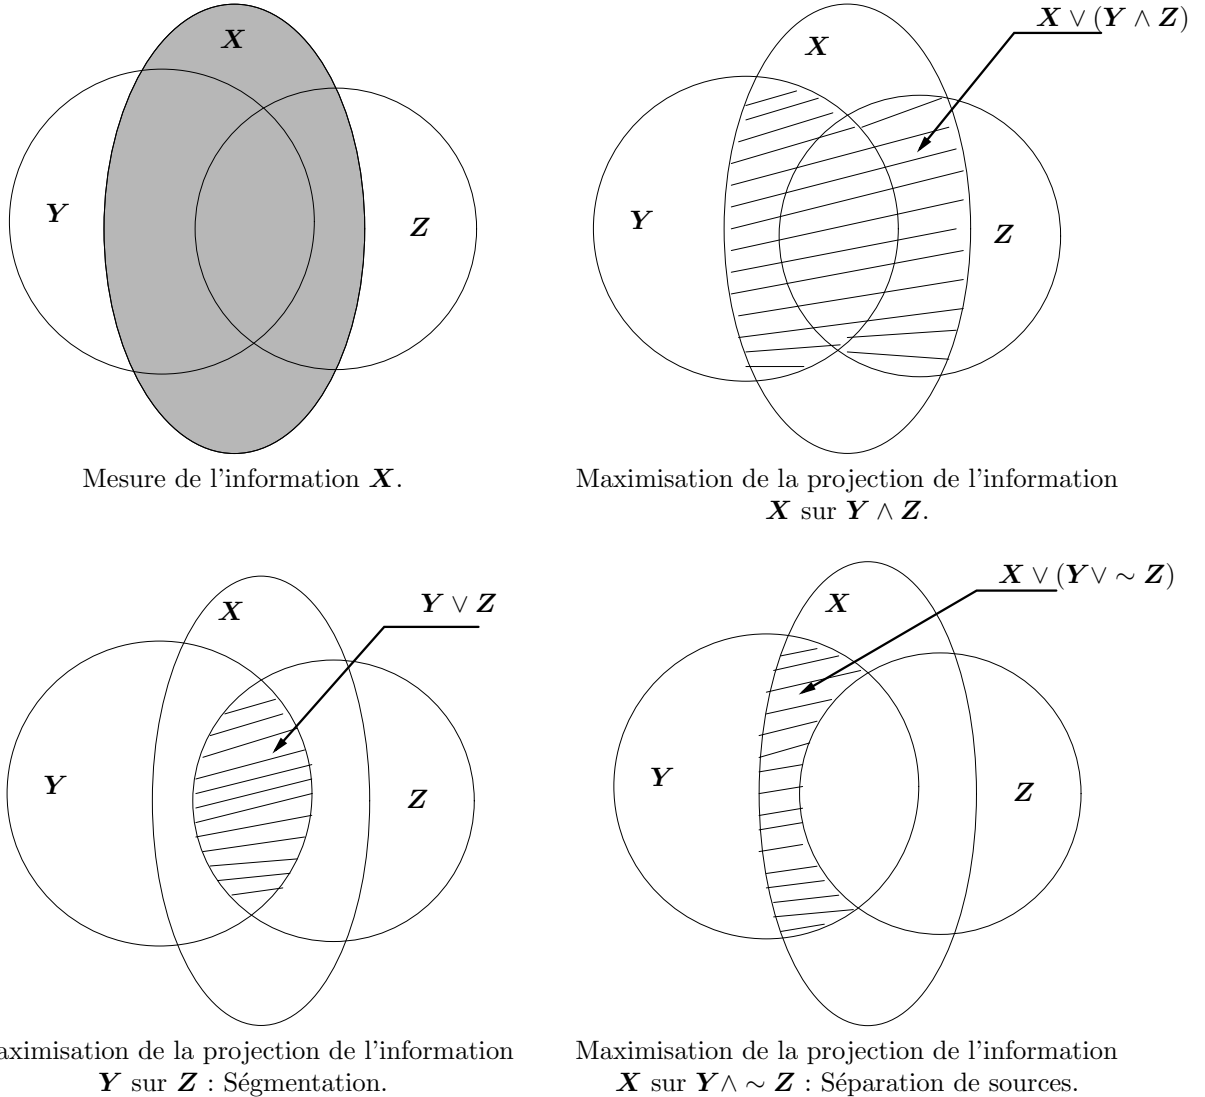 X
Y
Z
Mesure de l'information X.
X ∨ (Y ∧ Z)
X
Y
Z
Maximisation de la projection de l'information
X sur Y ∧ Z.
Y ∨ Z
X
Y
Z
aximisation de la projection de l'information
Y sur Z : Ségmentation.
X ∨ (Y ∨ ∼ Z)
X
Y
Z
Maximisation de la projection de l'information
X sur Y ∧ ∼ Z : Séparation de sources.